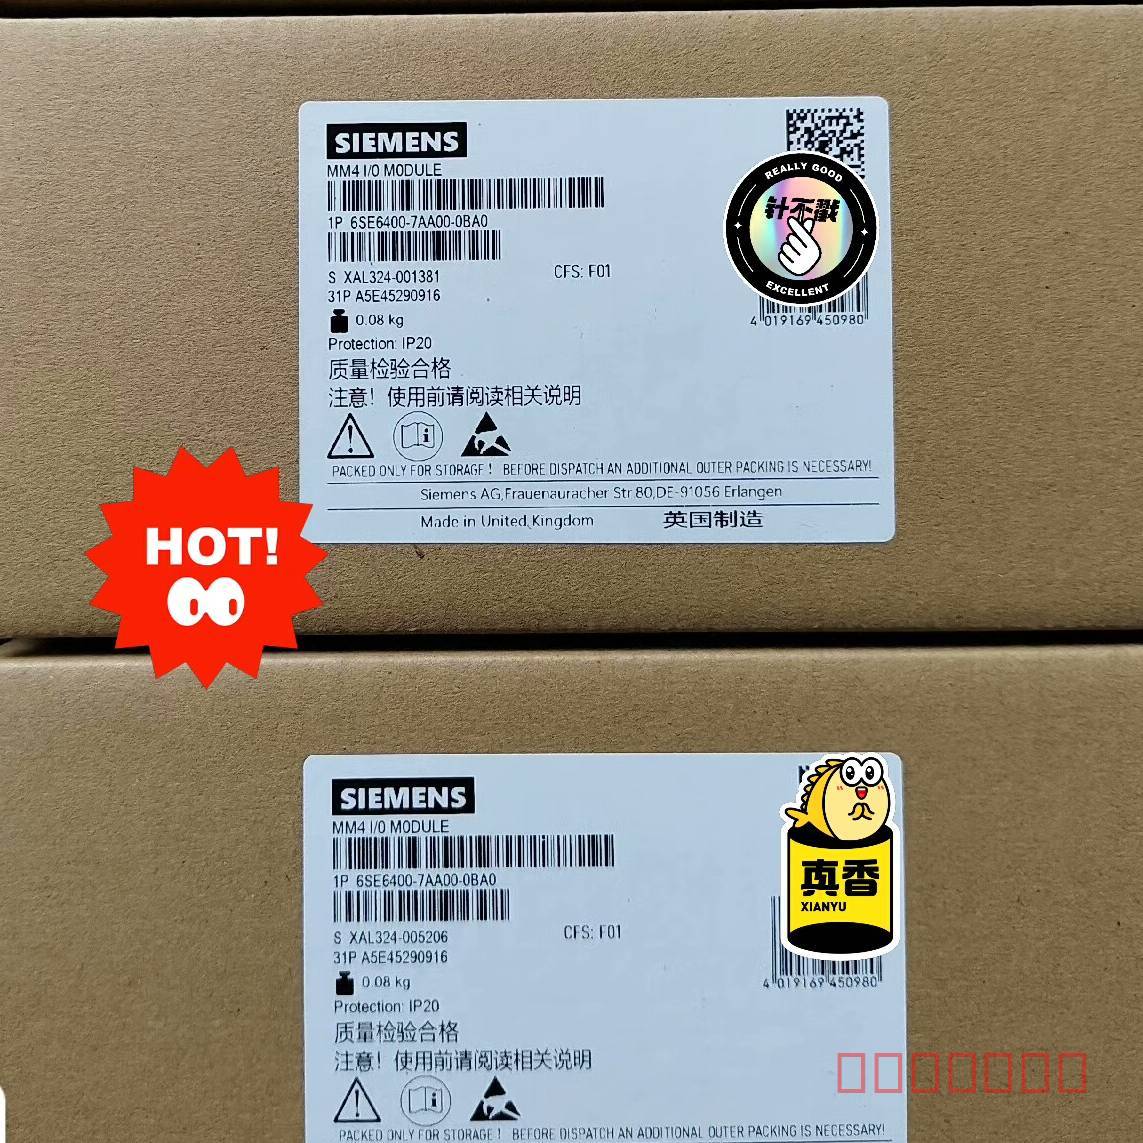 SIEMENS
MM4 I/O MODULE
1P 6SE6400-7AA00-0BA0
S XAL324-001381
CFS: F01
31P A5E45290916
0.08 kg
Protection: IP20
质量检验合格
注意！使用前请阅读相关说明
REALLY GOOD
针不戳
EXCELLENT
4 019169 450980
PACKED ONLY FOR STORAGE! BEFORE DISPATCH AN ADDITIONAL OUTER PACKING IS NECESSARY!
Siemens AG,Frauenauracher Str 80,DE-91056 Erlangen
Made in United Kingdom 英国制造
HOT!
SIEMENS
MM4 I/O MODULE
1P 6SE6400-7AA00-0BA0
S XAL324-005206
CFS: F01
31P A5E45290916
0.08 kg
Protection: IP20
质量检验合格
注意！使用前请阅读相关说明
真香
XIANYU
4 019169 450980
PACKED ONLY FOR STORAGE! BEFORE DISPATCH AN ADDITIONAL OUTER PACKING IS NECESSARY!